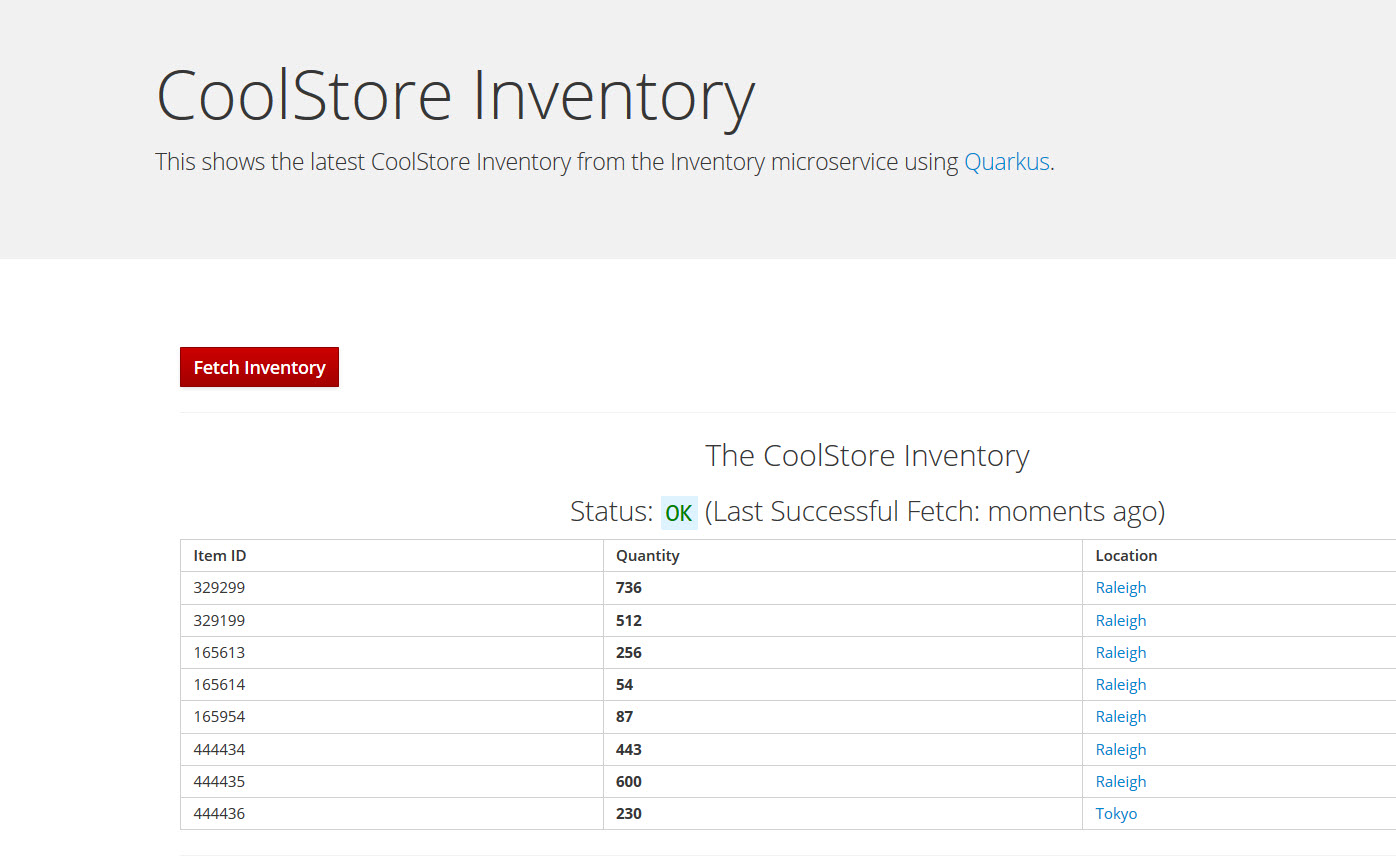 CoolStore Inventory
This shows the latest CoolStore Inventory from the Inventory microservice using Quarkus.
Fetch Inventory
The CoolStore Inventory
Status: OK (Last Successful Fetch: moments ago)
Item ID Quantity Location
329299 736 Raleigh
329199 512 Raleigh
165613 256 Raleigh
165614 54 Raleigh
165954 87 Raleigh
444434 443 Raleigh
444435 600 Raleigh
444436 230 Tokyo